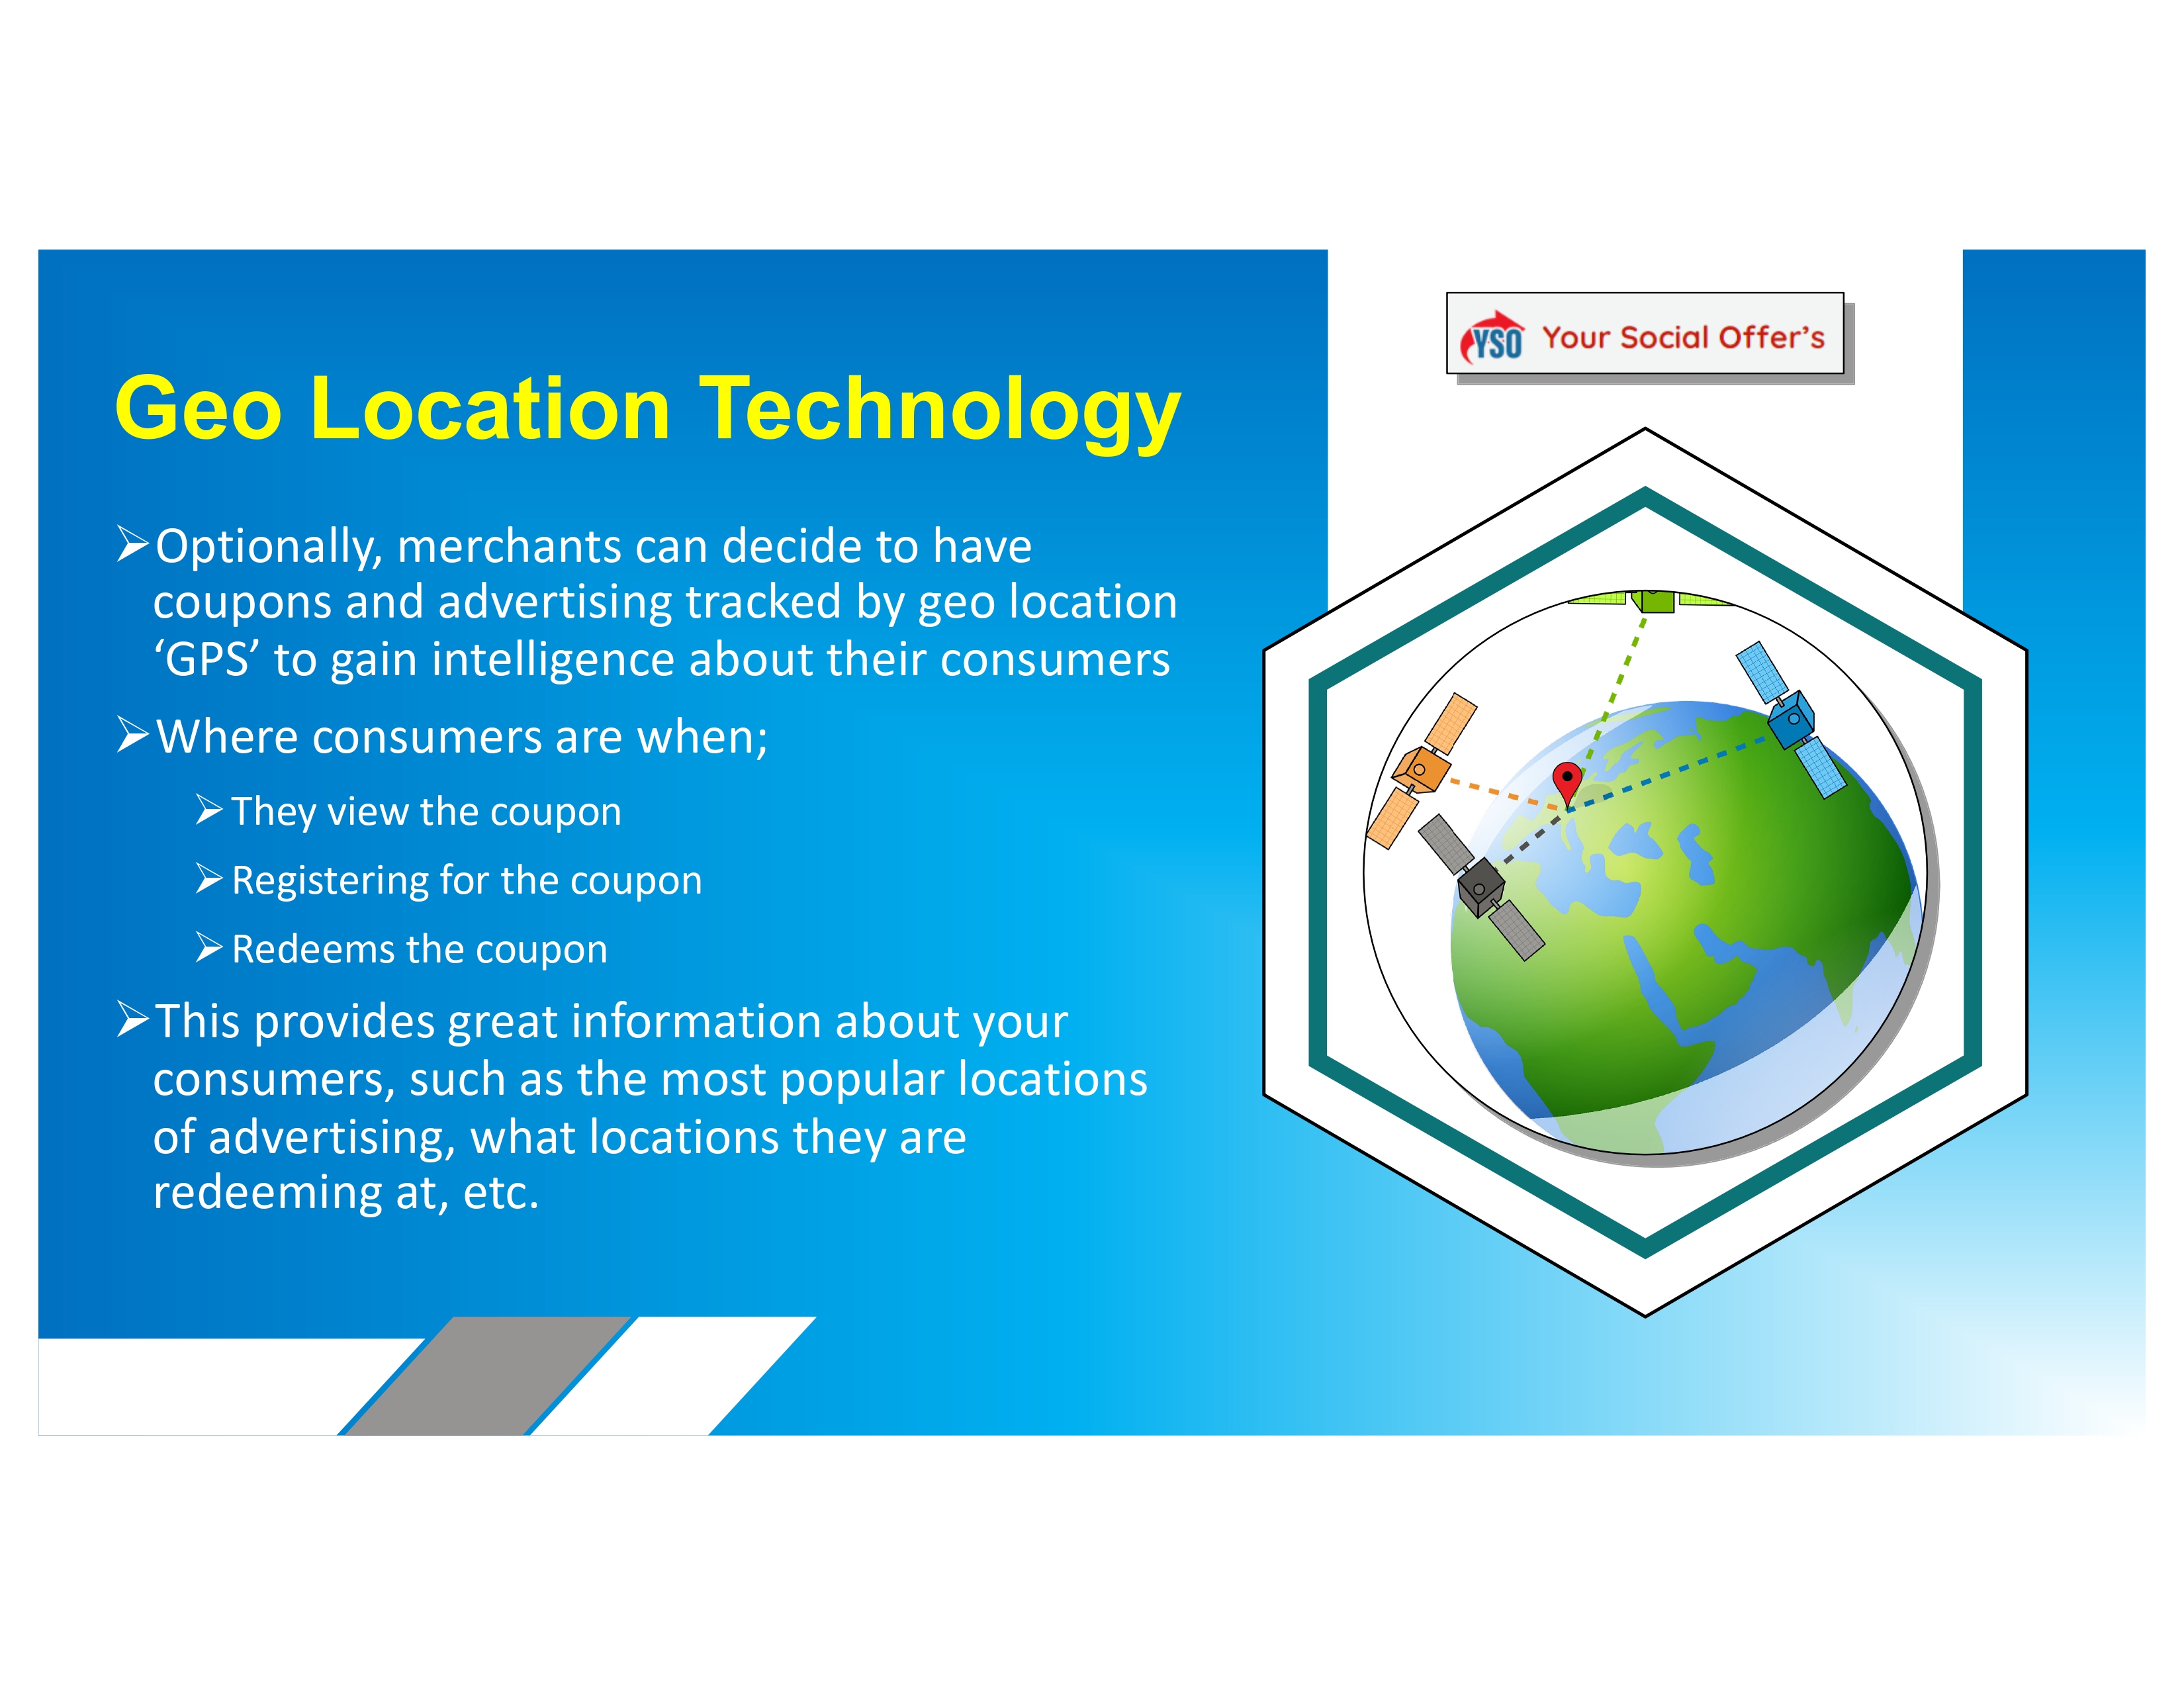 YSO Your Social Offer's
Geo Location Technology
➢Optionally, merchants can decide to have
coupons and advertising tracked by geo location
‘GPS’ to gain intelligence about their consumers
➢Where consumers are when;
➢They view the coupon
➢Registering for the coupon
➢Redeems the coupon
➢This provides great information about your
consumers, such as the most popular locations
of advertising, what locations they are
redeeming at, etc.